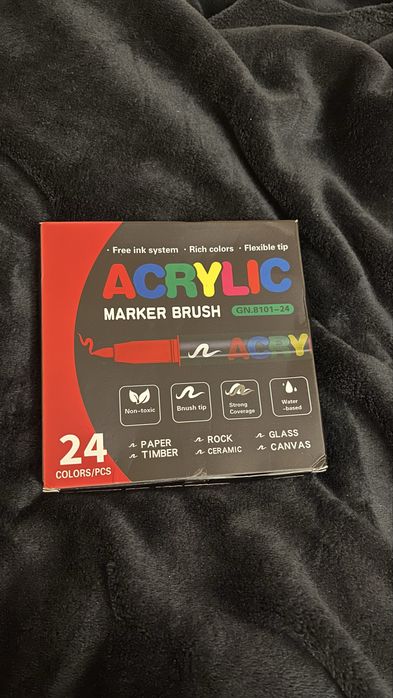 · Free ink system · Rich colors · Flexible tip
ACRYLIC
MARKER BRUSH GN.8101-24
ACRY
Non-toxic
Bnush tip
Strong Coverage
Water -based
24
COLORS/PCS
PAPER ROCK GLASS
TIMBER CERAMIC CANVAS